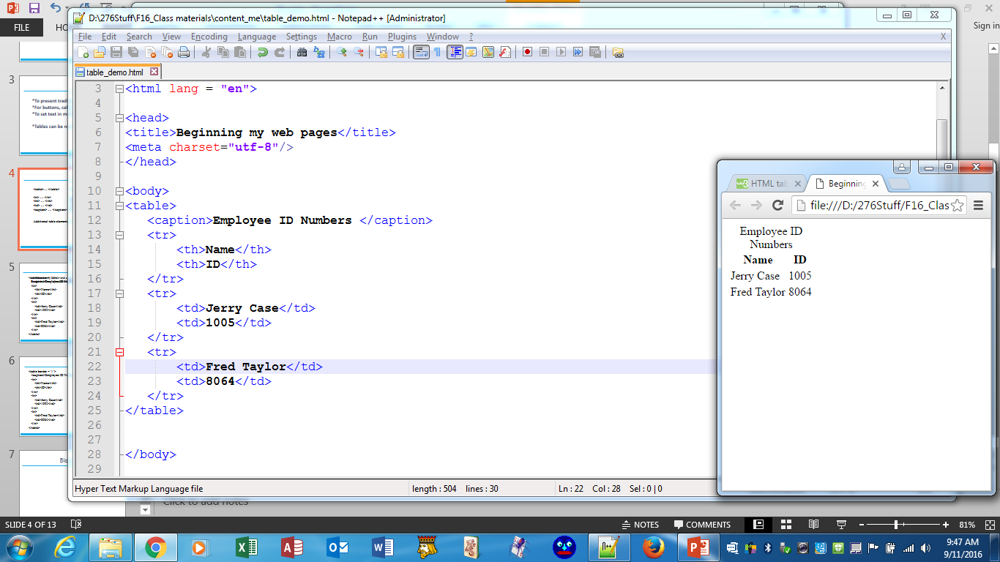 FILE
HO
Sign in
D:\276Stuff\F16_Class materials\content_me\table_demo.html - Notepad++ [Administrator]
File Edit Search View Encoding Language Settings Macro Run Plugins Window ? X
table_demo.html
3 <html lang = "en">
4
5 <head>
6 <title>Beginning my web pages</title>
7 <meta charset="utf-8"/>
8 </head>
9
10 <body>
11 <table>
12 <caption>Employee ID Numbers </caption>
13 <tr>
14 <th>Name</th>
15 <th>ID</th>
16 </tr>
17 <tr>
18 <td>Jerry Case</td>
19 <td>1005</td>
20 </tr>
21 <tr>
22 <td>Fred Taylor</td>
23 <td>8064</td>
24 </tr>
25 </table>
26
27
28 </body>
29
Hyper Text Markup Language file length : 504 lines : 30 Ln : 22 Col : 28 Sel : 0 | 0
HTML tab
Beginning
file:///D:/276Stuff/F16_Clas
Employee ID
Numbers
Name ID
Jerry Case 1005
Fred Taylor 8064
3
*To present tradi
*For buttons, cal
*To set text in m
*Tables can be n
4
<table> ... </table>
5
6
7
Click to add notes
SLIDE 4 OF 13
NOTES
COMMENTS
81%
9:47 AM
9/11/2016